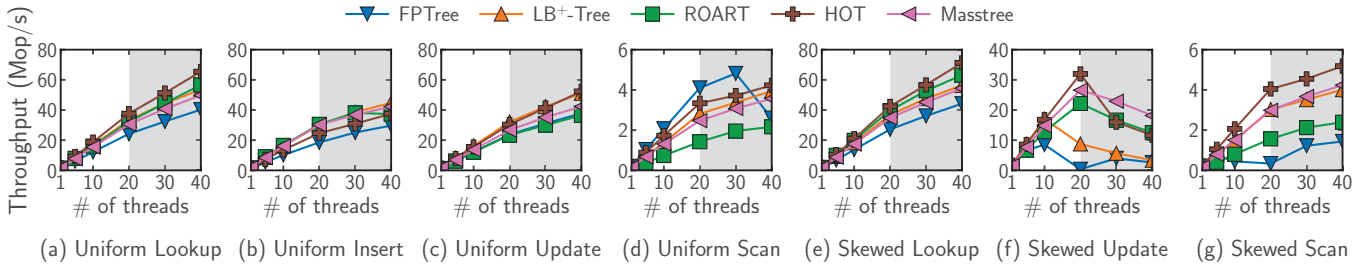 FPTree LB+-Tree ROART HOT Masstree
Throughput (Mop/s)
80 60 40 20 0
1 10 20 30 40
# of threads
(a) Uniform Lookup
80 60 40 20 0
1 10 20 30 40
# of threads
(b) Uniform Insert
80 60 40 20 0
1 10 20 30 40
# of threads
(c) Uniform Update
6 4 2 0
1 10 20 30 40
# of threads
(d) Uniform Scan
80 60 40 20 0
1 10 20 30 40
# of threads
(e) Skewed Lookup
40 30 20 10 0
1 10 20 30 40
# of threads
(f) Skewed Update
6 4 2 0
1 10 20 30 40
# of threads
(g) Skewed Scan